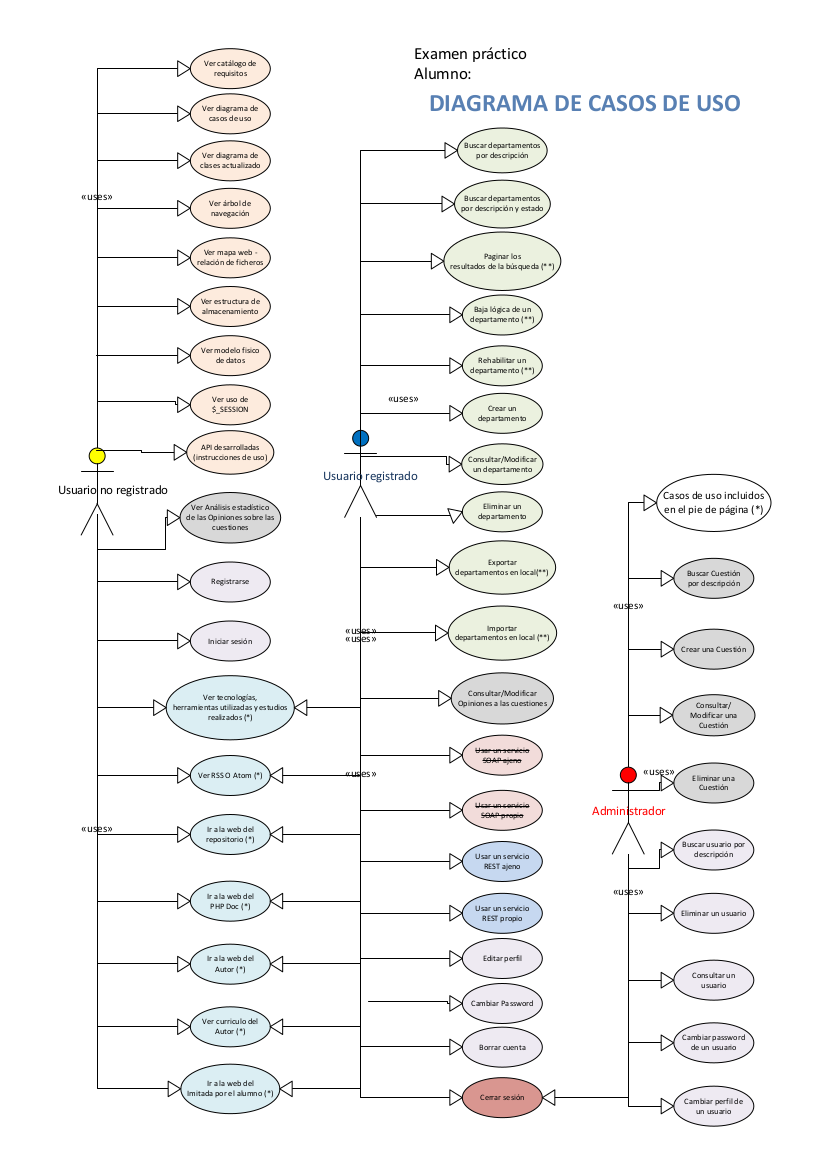 Examen práctico
Alumno:
DIAGRAMA DE CASOS DE USO
Ver catálogo de
requisitos
Ver diagrama de
casos de uso
Ver diagrama de
clases actualizado
«uses»
Ver árbol de
navegación
Ver mapa web -
relación de ficheros
Ver estructura de
almacenamiento
Ver modelo fisico
de datos
Ver uso de
$_SESSION
API desarrolladas
(instrucciones de uso)
Usuario no registrado
Ver Análisis estadístico
de las Opiniones sobre las
cuestiones
Registrarse
Iniciar sesión
Ver tecnologías,
herramientas utilizadas y estudios
realizados (*)
Ver RSS O Atom (*)
«uses»
Ir a la web del
repositorio (*)
Ir a la web del
PHP Doc (*)
Ir a la web del
Autor (*)
Ver curriculo del
Autor (*)
Ir a la web del
Imitada por el alumno (*)
Buscar departamentos
por descripción
Buscar departamentos
por descripción y estado
Paginar los
resultados de la búsqueda (**)
Baja lógica de un
departamento (**)
Rehabilitar un
departamento (**)
«uses»
Crear un
departamento
Consultar/Modificar
un departamento
Usuario registrado
Eliminar un
departamento
Exportar
departamentos en local(**)
«uses»
«uses»
Importar
departamentos en local (**)
Consultar/Modificar
Opiniones a las cuestiones
Usar un servicio
SOAP ajeno
«uses»
Usar un servicio
SOAP propio
Usar un servicio
REST ajeno
Usar un servicio
REST propio
Editar perfil
Cambiar Password
Borrar cuenta
Cerrar sesión
Casos de uso incluidos
en el pie de página (*)
Buscar Cuestión
por descripción
«uses»
Crear una Cuestión
Consultar/
Modificar una
Cuestión
«uses»
Eliminar una
Cuestión
Administrador
Buscar usuario por
descripción
«uses»
Eliminar un usuario
Consultar un
usuario
Cambiar password
de un usuario
Cambiar perfil de
un usuario